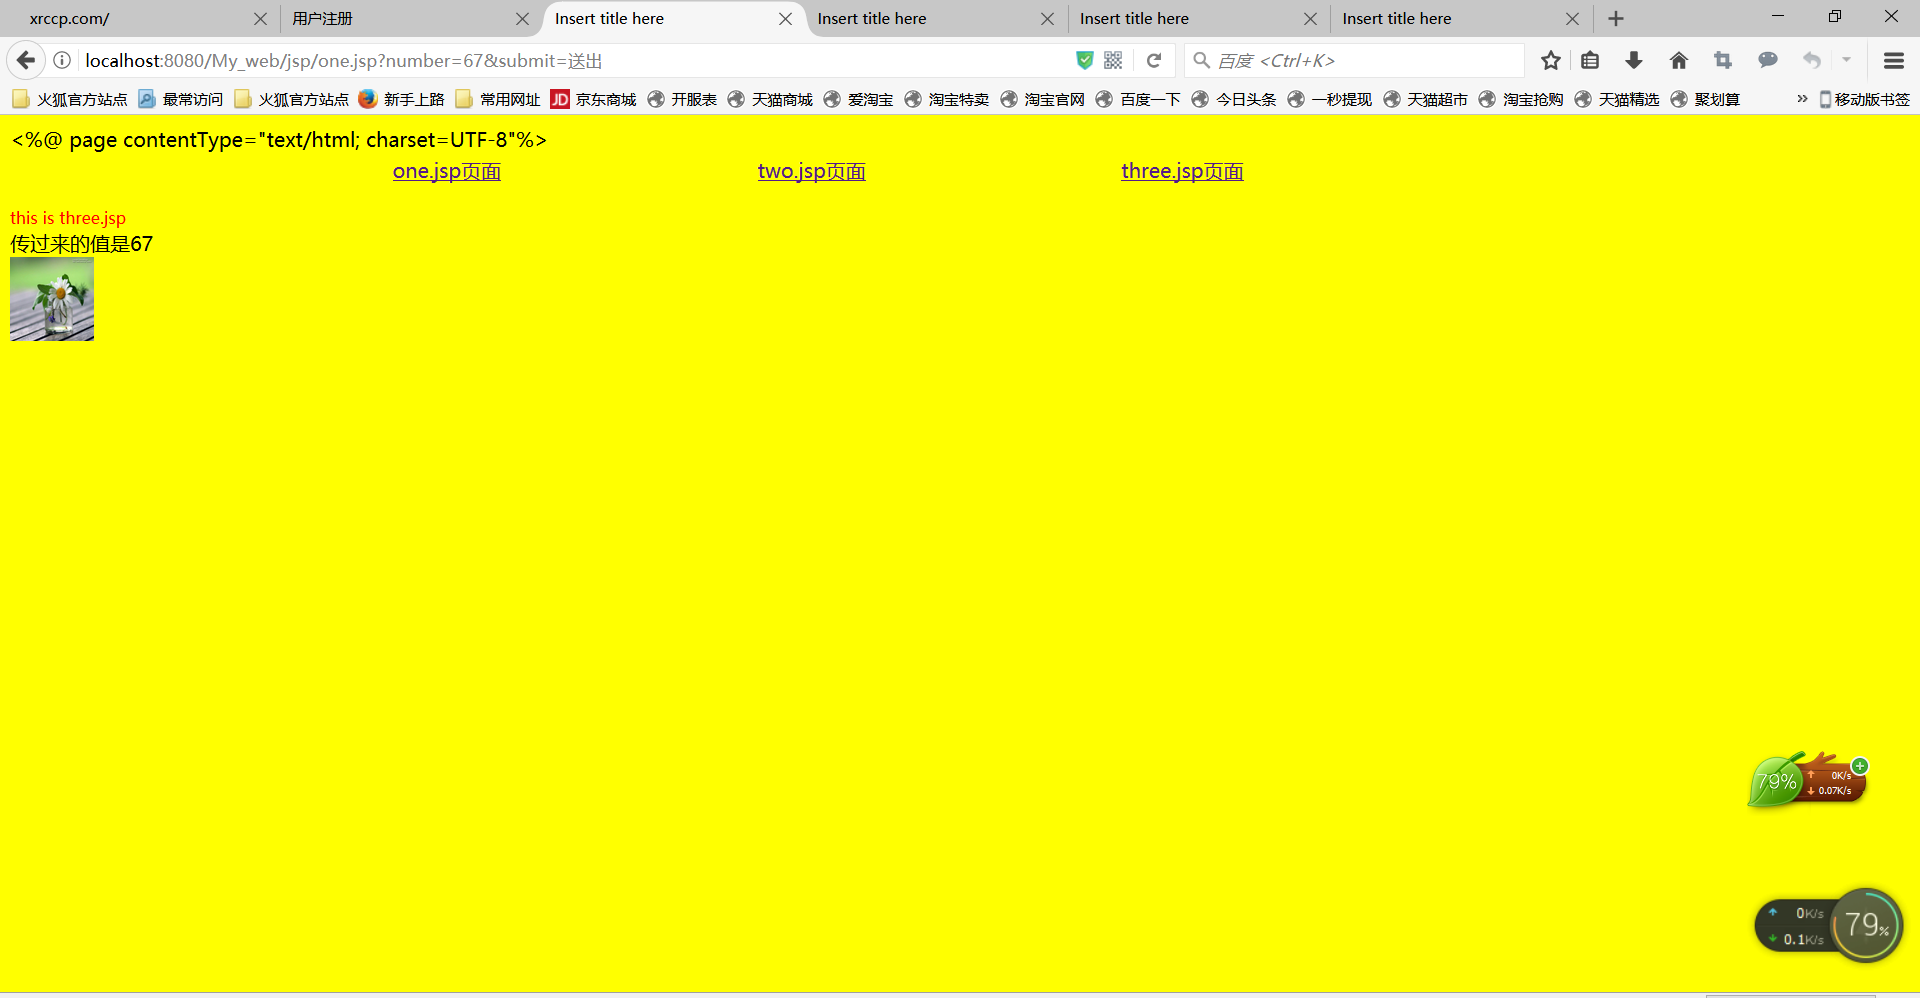 xrccp.com/
用户注册
Insert title here
Insert title here
Insert title here
Insert title here
localhost:8080/My_web/jsp/one.jsp?number=67&submit=送出
百度 <Ctrl+K>
火狐官方站点 最常访问 火狐官方站点 新手上路 常用网址 JD 京东商城 开服表 天猫商城 爱淘宝 淘宝特卖 淘宝官网 百度一下 今日头条 一秒提现 天猫超市 淘宝抢购 天猫精选 聚划算 » 移动版书签
<%@ page contentType="text/html; charset=UTF-8"%>
one.jsp页面 two.jsp页面 three.jsp页面
this is three.jsp
传过来的值是67
79%
0K/s
0.07K/s
0K/s
0.1K/s
79%